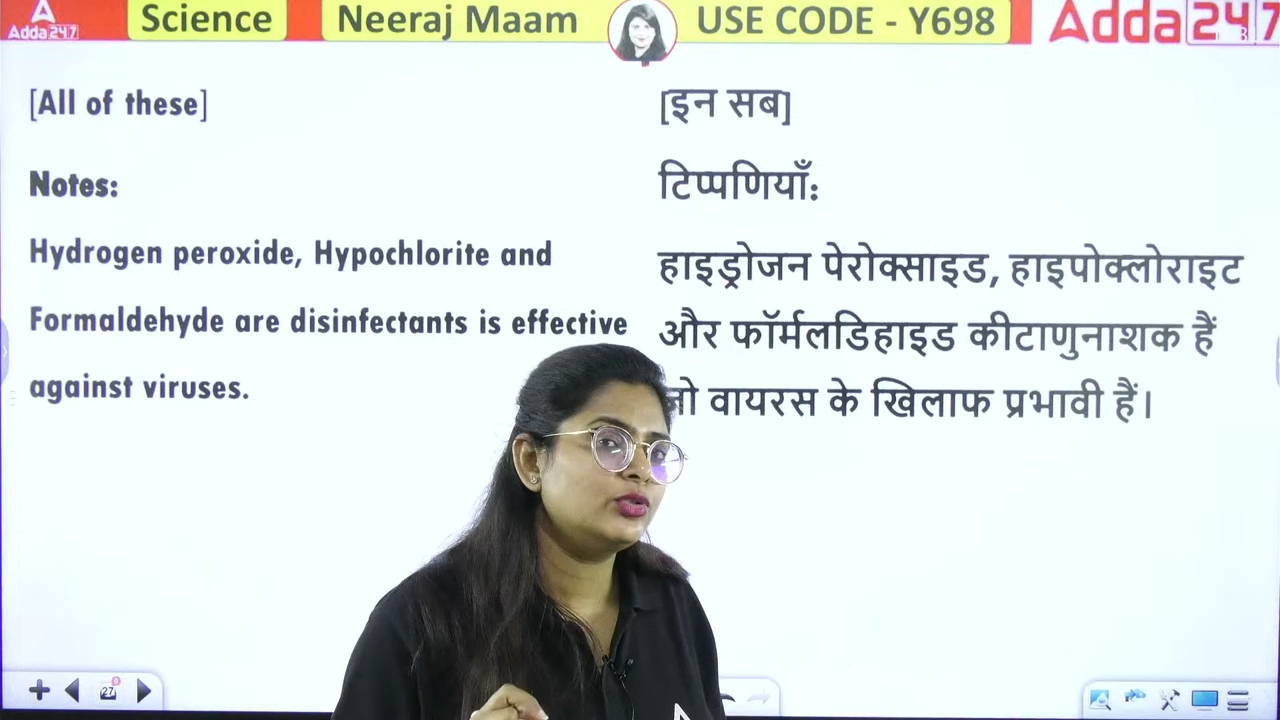 Adda247
Science
Neeraj Maam
USE CODE - Y698
Adda247
[All of these]
Notes:
Hydrogen peroxide, Hypochlorite and
Formaldehyde are disinfectants is effective
against viruses.
[इन सब]
टिप्पणियाँ:
हाइड्रोजन पेरोक्साइड, हाइपोक्लोराइट
और फॉर्मलडिहाइड कीटाणुनाशक हैं
जो वायरस के खिलाफ प्रभावी हैं।
27